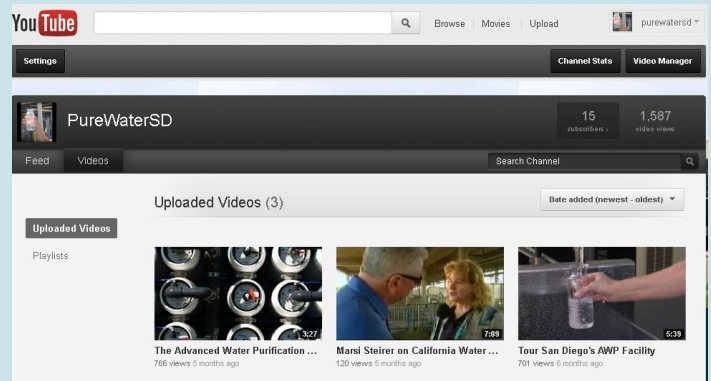 YouTube Browse Movies Upload purewatersd
Settings Channel Stats Video Manager
PureWaterSD
15 subscribers ›
1,587 video views
Feed Videos Search Channel
Uploaded Videos (3) Date added (newest - oldest)
Uploaded Videos
Playlists
3:27 7:09 5:39
The Advanced Water Purification ...
766 views 5 months ago
Marsi Steirer on California Water ...
120 views 5 months ago
Tour San Diego's AWP Facility
701 views 6 months ago